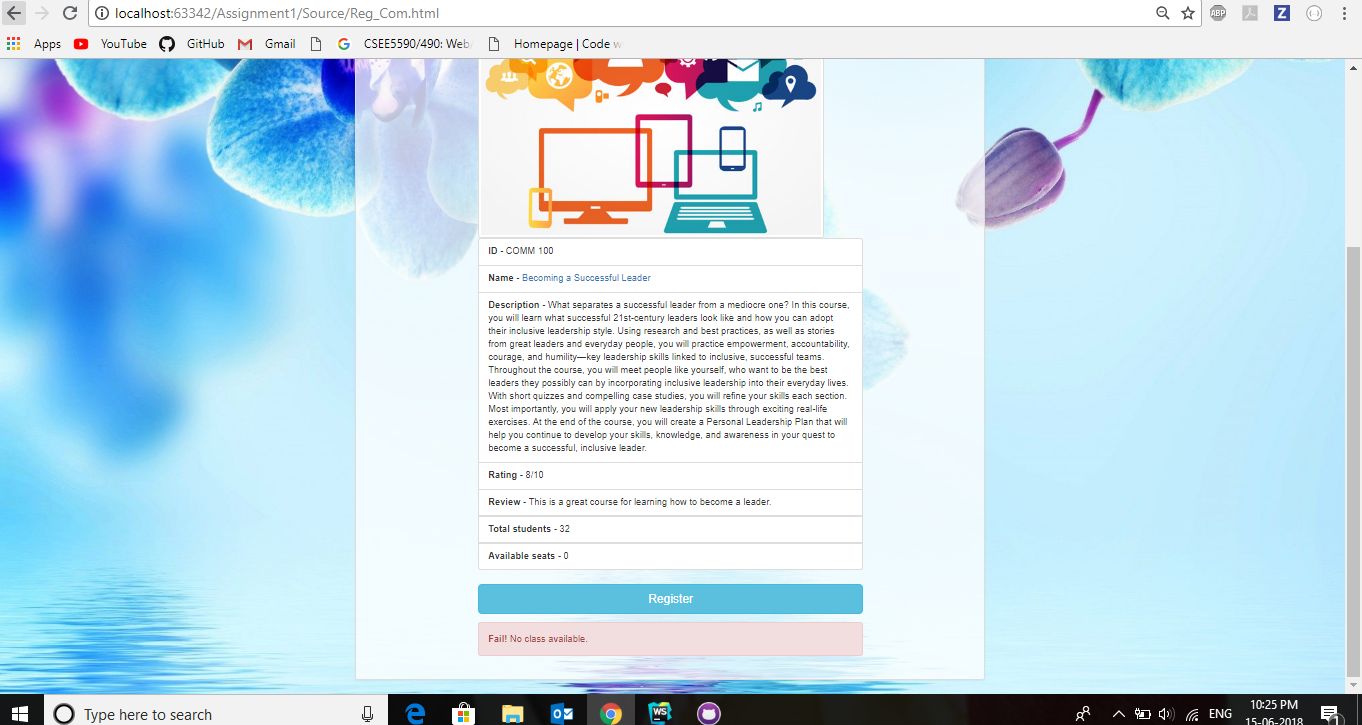 localhost:63342/Assignment1/Source/Reg_Com.html
ABP
Z
Apps YouTube GitHub Gmail CSEE5590/490: Web Homepage | Code w
ID - COMM 100
Name - Becoming a Successful Leader
Description - What separates a successful leader from a mediocre one? In this course,
you will learn what successful 21st-century leaders look like and how you can adopt
their inclusive leadership style. Using research and best practices, as well as stories
from great leaders and everyday people, you will practice empowerment, accountability,
courage, and humility—key leadership skills linked to inclusive, successful teams.
Throughout the course, you will meet people like yourself, who want to be the best
leaders they possibly can by incorporating inclusive leadership into their everyday lives.
With short quizzes and compelling case studies, you will refine your skills each section.
Most importantly, you will apply your new leadership skills through exciting real-life
exercises. At the end of the course, you will create a Personal Leadership Plan that will
help you continue to develop your skills, knowledge, and awareness in your quest to
become a successful, inclusive leader.
Rating - 8/10
Review - This is a great course for learning how to become a leader.
Total students - 32
Available seats - 0
Register
Fail! No class available.
Type here to search
WS
ENG
10:25 PM
15-06-2018
1